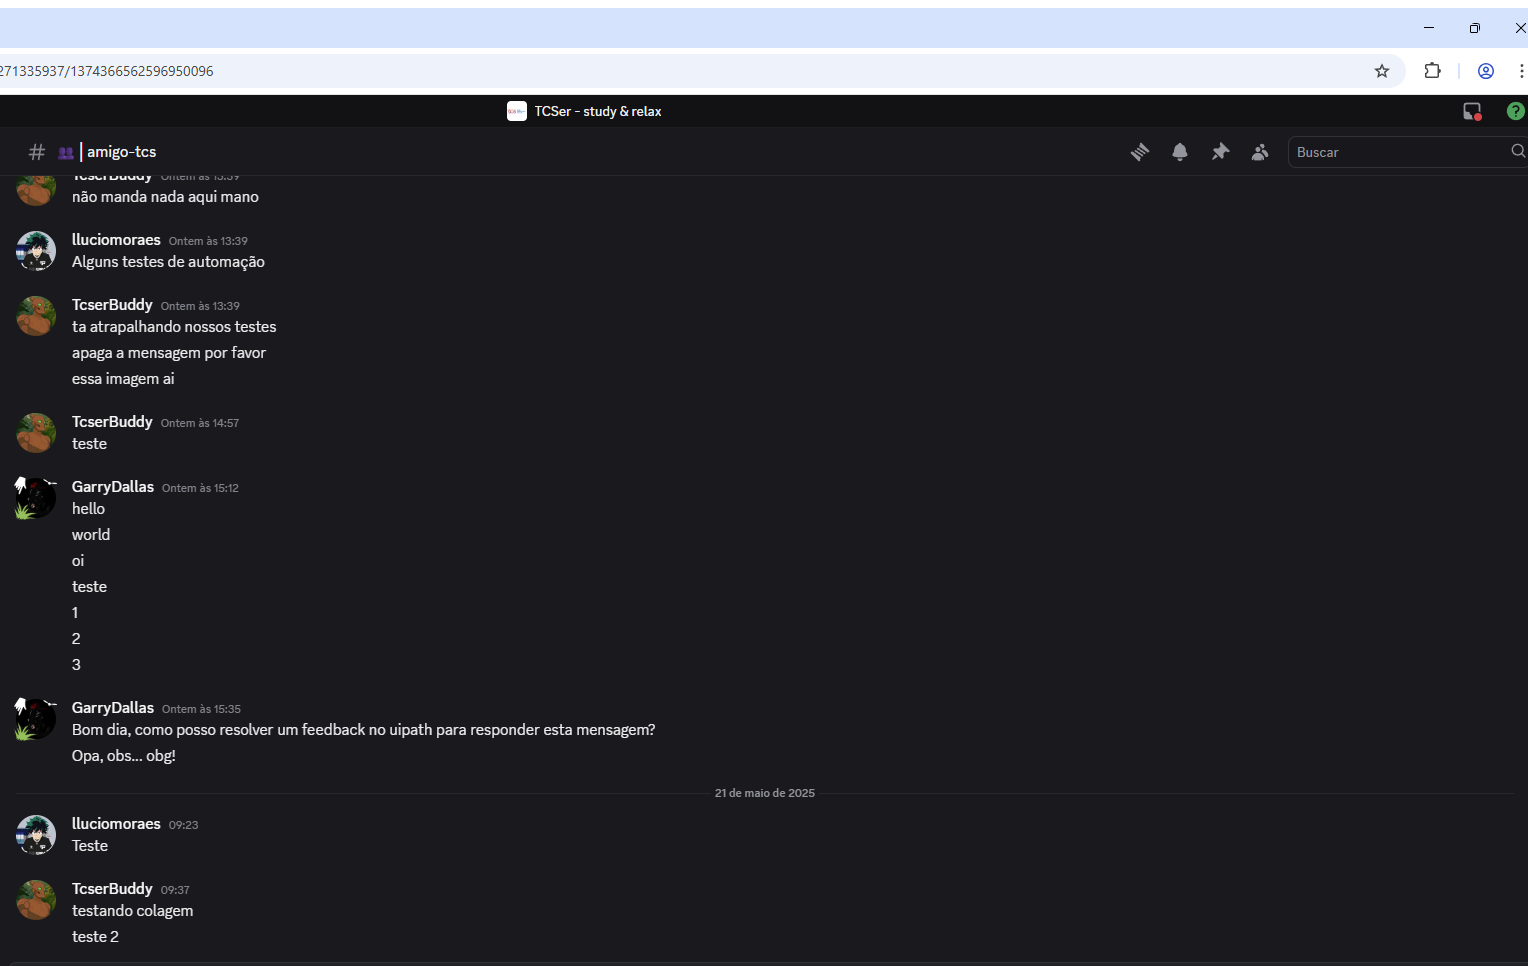 271335937/1374366562596950096
TCSer - study & relax
amigo-tcs
Buscar
TcserBuddy Ontem às 13:39
não manda nada aqui mano
lluciomoraes Ontem às 13:39
Alguns testes de automação
TcserBuddy Ontem às 13:39
ta atrapalhando nossos testes
apaga a mensagem por favor
essa imagem ai
TcserBuddy Ontem às 14:57
teste
GarryDallas Ontem às 15:12
hello
world
oi
teste
1
2
3
GarryDallas Ontem às 15:35
Bom dia, como posso resolver um feedback no uipath para responder esta mensagem?
Opa, obs... obg!
21 de maio de 2025
lluciomoraes 09:23
Teste
TcserBuddy 09:37
testando colagem
teste 2